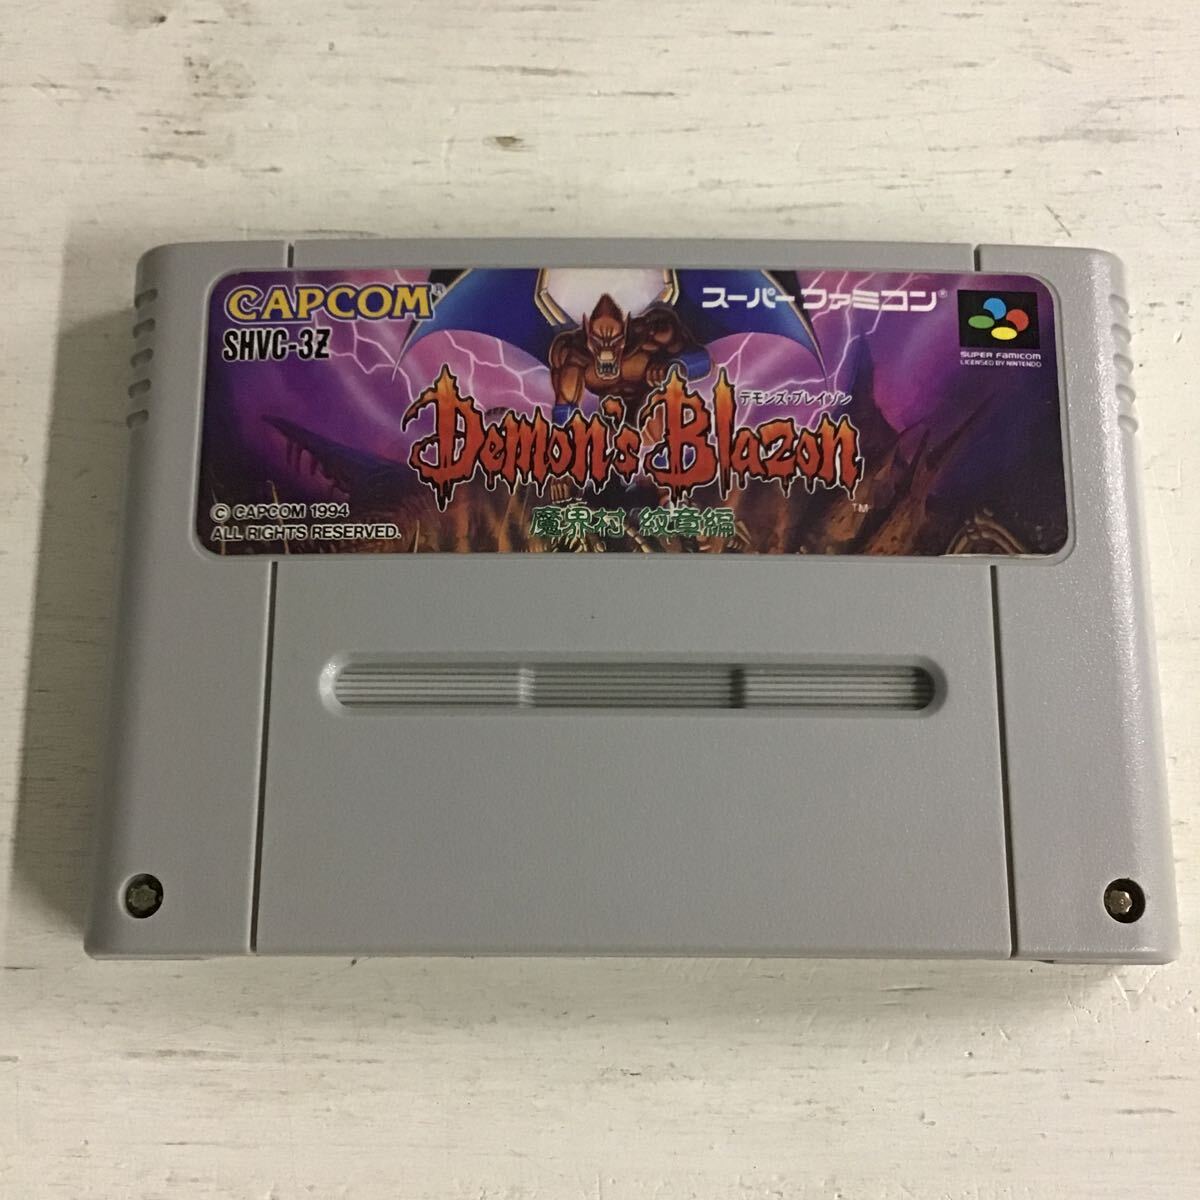 CAPCOM®
SHVC-3Z
スーパーファミコン®
SUPER FAMICOM
LICENSED BY NINTENDO
デモンズ・ブレイゾン
Demon's Blazon
TM
魔界村 紋章編
© CAPCOM 1994
ALL RIGHTS RESERVED.